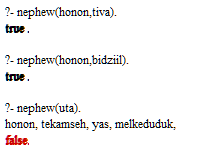 ?- nephew(honon,tiva).
true .
?- nephew(honon,bidziil).
true .
?- nephew(uta).
honon, tekamseh, yas, melkeduduk,
false.